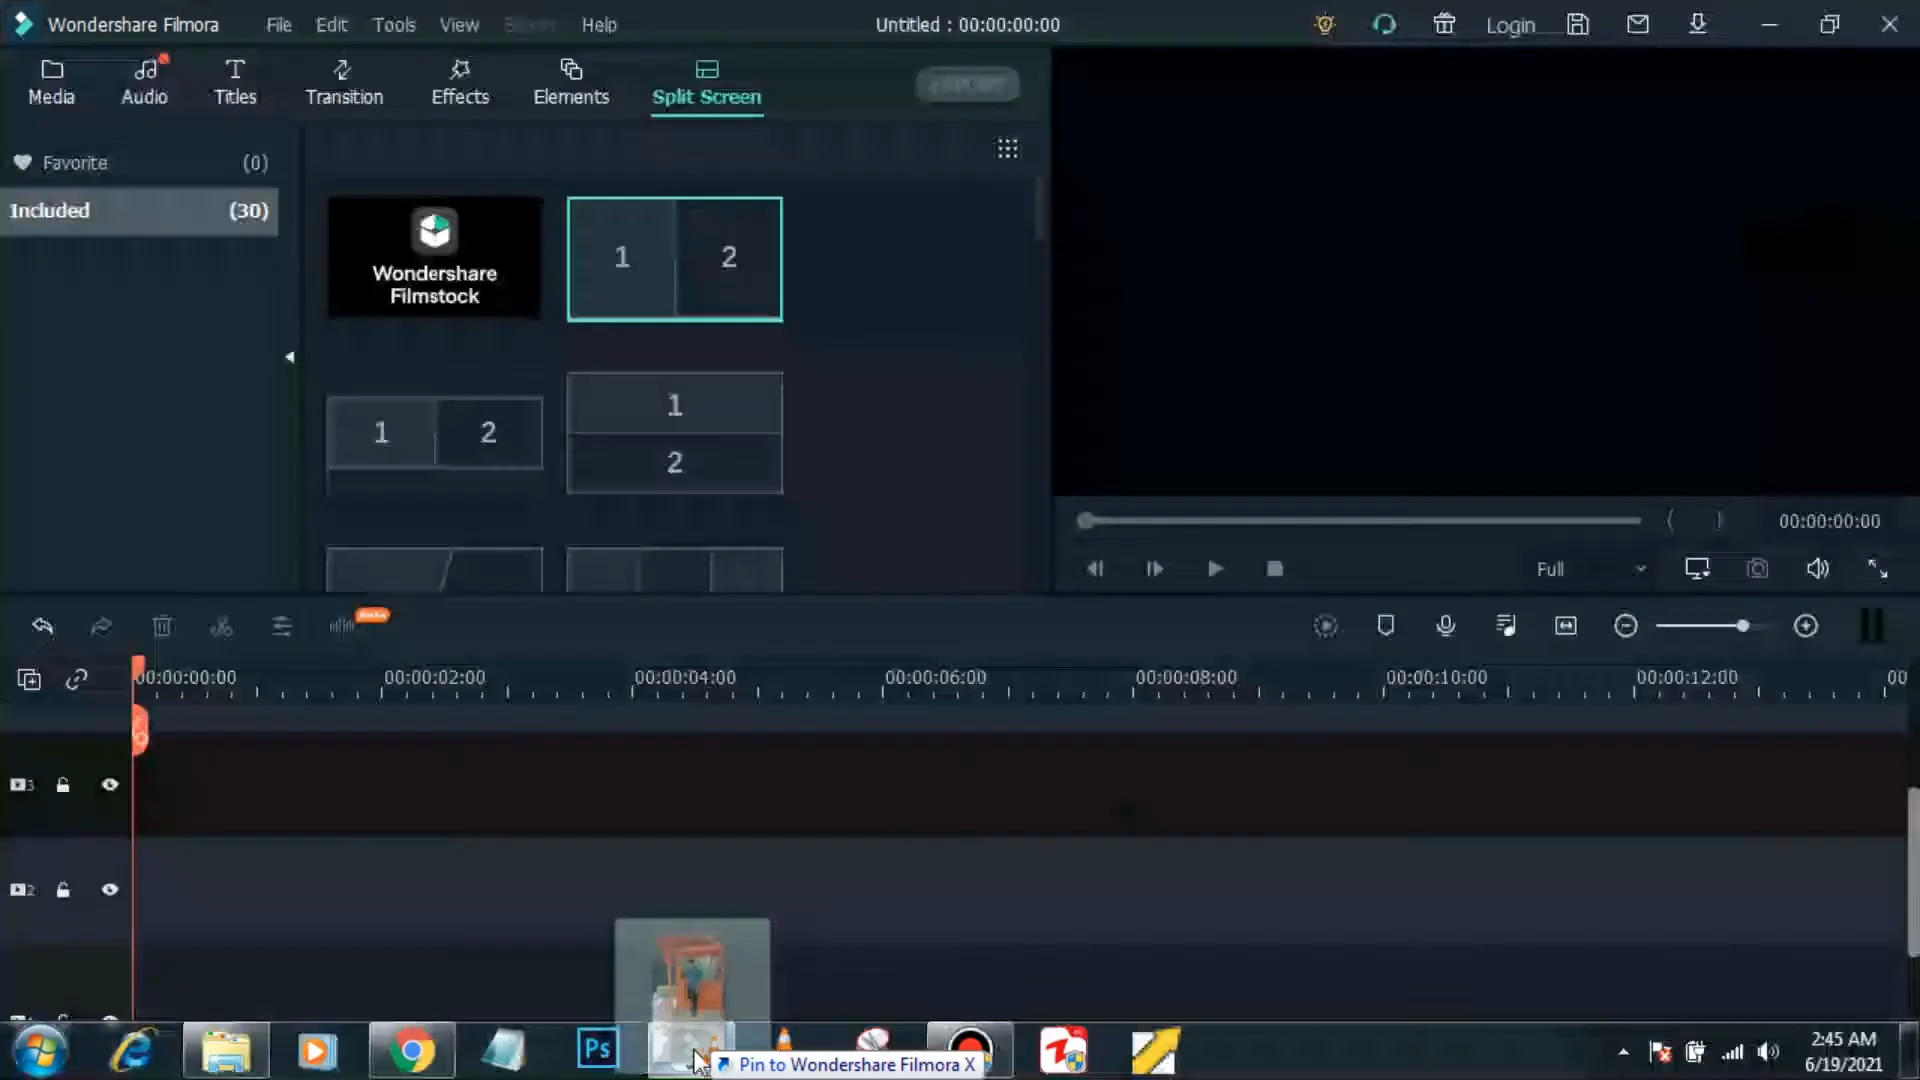 Wondershare Filmora File Edit Tools View Help Untitled : 00:00:00:00 Login
Media Audio Titles Transition Effects Elements Split Screen
Favorite (0)
Included (30)
Wondershare
Filmstock
1 2
1 2
1
2
00:00:00:00
Full
00:00:00:00 00:00:02:00 00:00:04:00 00:00:06:00 00:00:08:00 00:00:10:00 00:00:12:00 00
3
2
Ps
Pin to Wondershare Filmora X
2:45 AM
6/19/2021